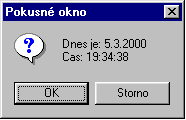 Pokusné okno
Dnes je: 5.3.2000
Cas: 19:34:38
OK
Storno